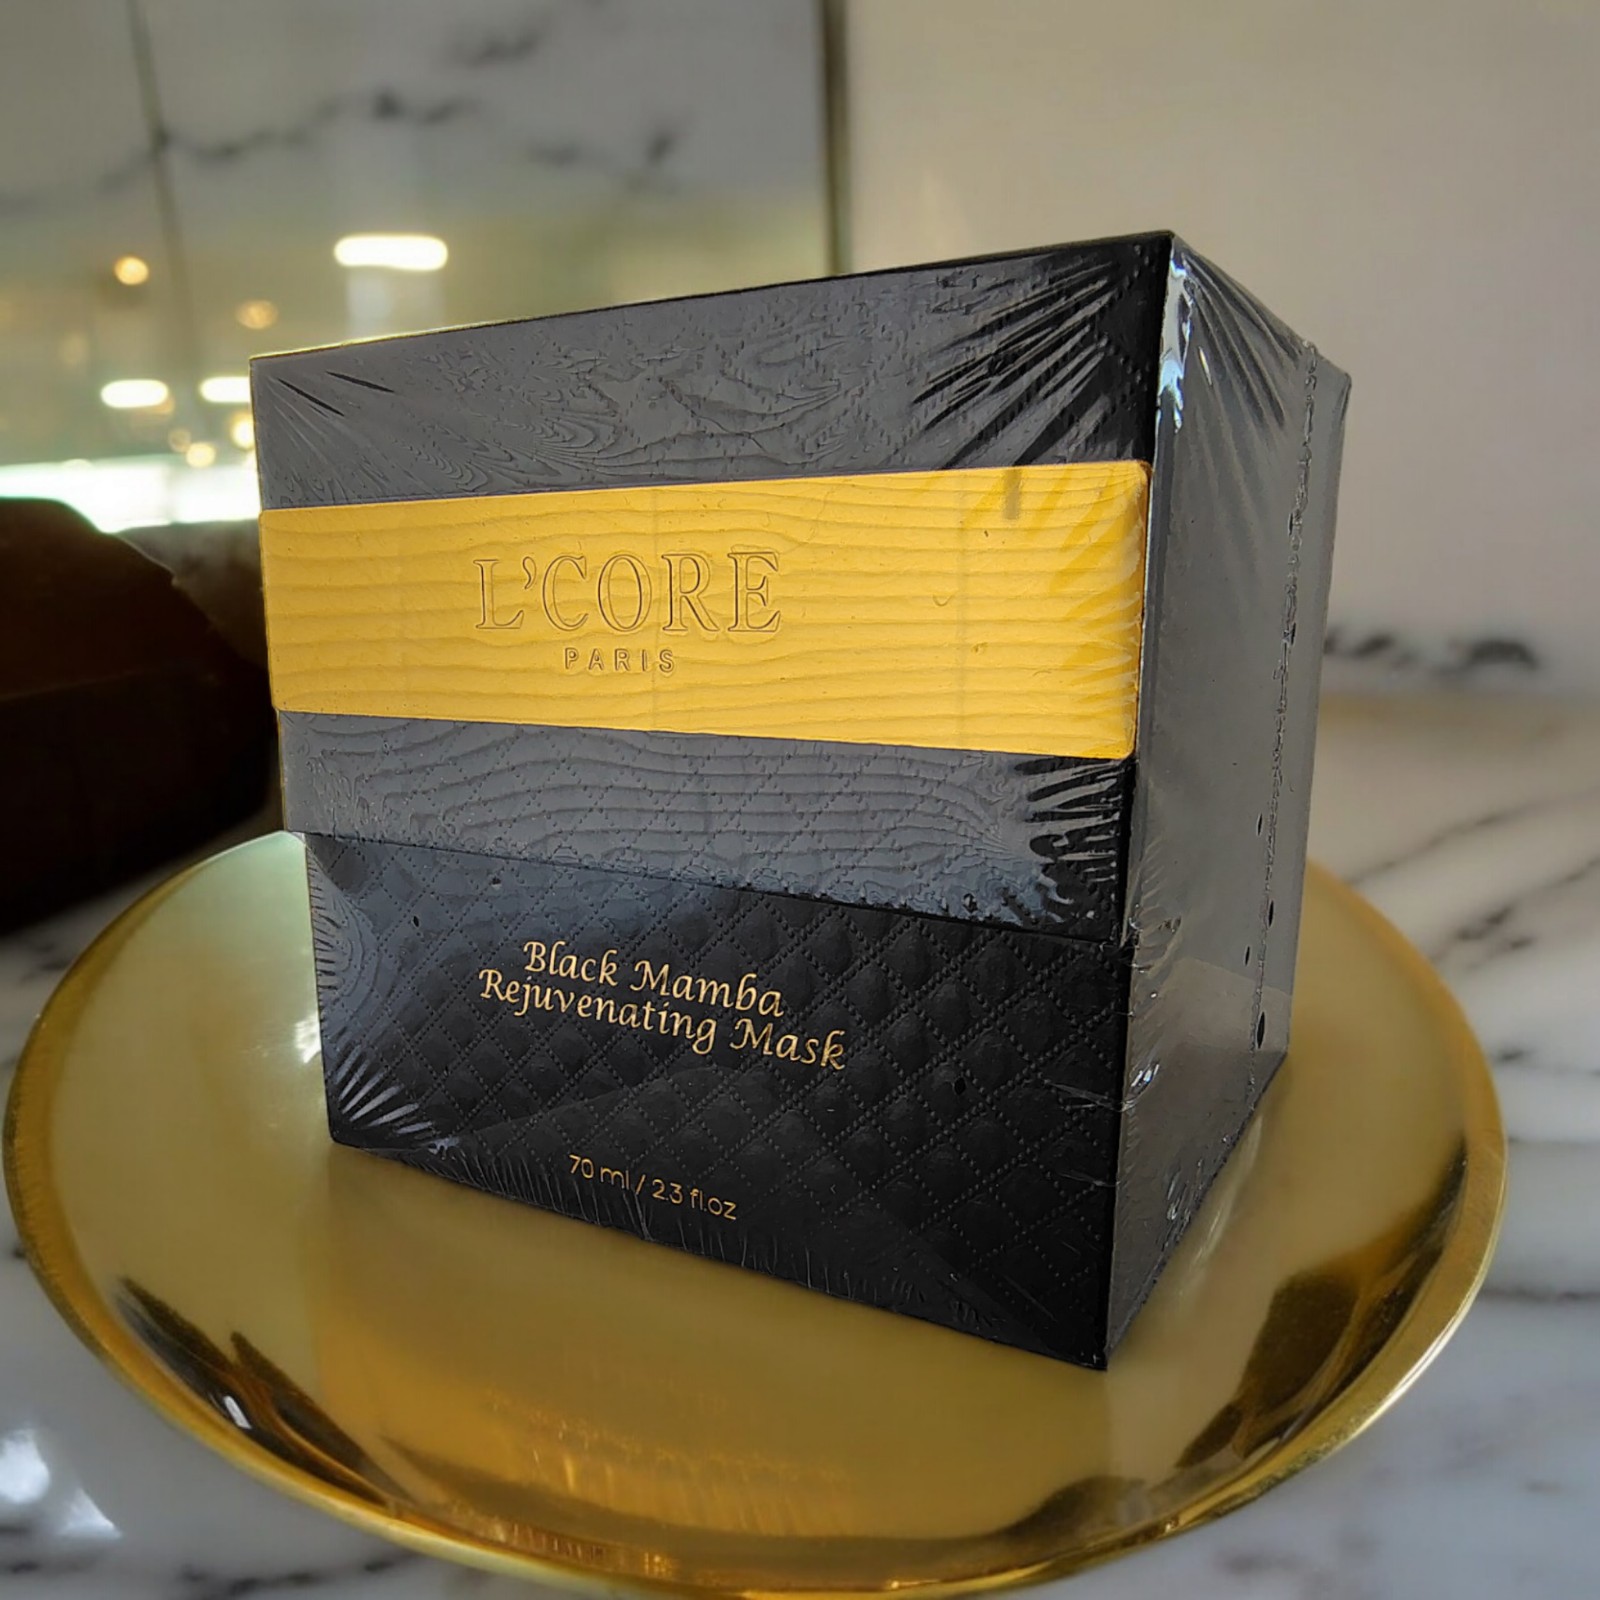 L'CORE
PARIS
Black Mamba
Rejuvenating Mask
70 ml / 2.3 fl.oz